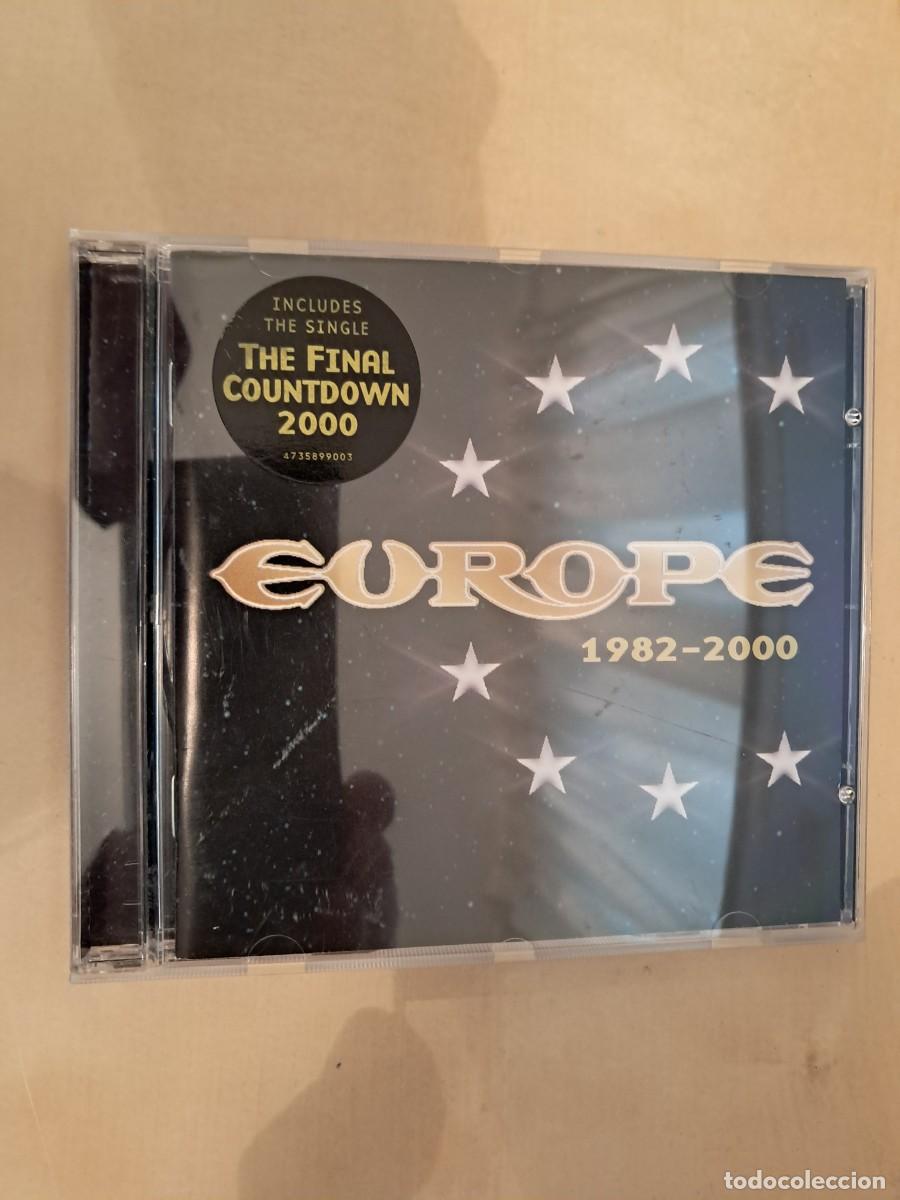 INCLUDES
THE SINGLE
THE FINAL
COUNTDOWN
2000
4735899003
EUROPE
1982-2000
todocoleccion